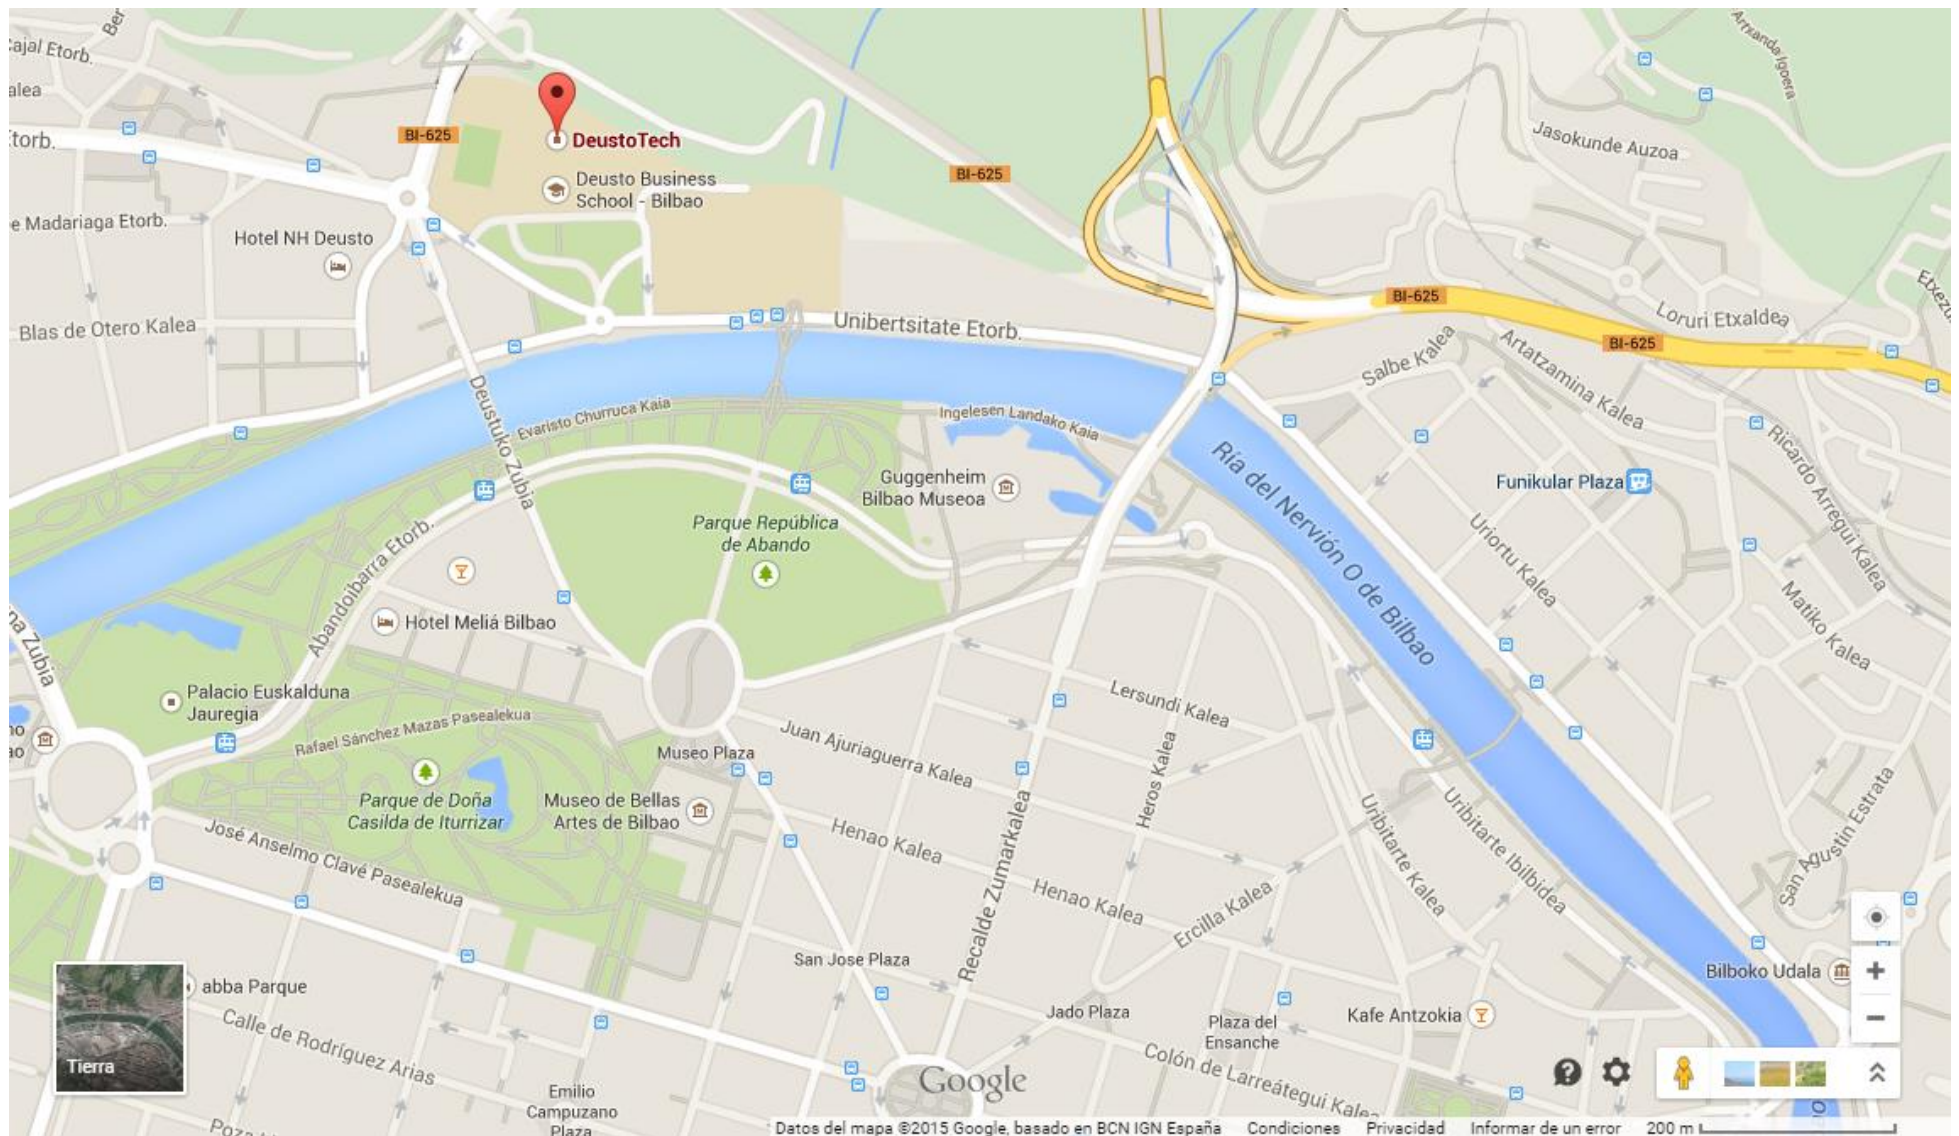 Cajal Etorb.
BI-625
DeustoTech
Deusto Business
School - Bilbao
Etorb.
BI-625
Jasokunde Auzoa
Artxanda Igoera
e Madariaga Etorb.
Hotel NH Deusto
Blas de Otero Kalea
Unibertsitate Etorb.
BI-625
Loruri Etxaldea
BI-625
Salbe Kalea
Artatzamina Kalea
Deustuko Zubia
Evaristo Churruca Kaia
Ingelesen Landako Kaia
Guggenheim
Bilbao Museoa
Ría del Nervión O de Bilbao
Funikular Plaza
Ricardo Arregui Kalea
Uriortu Kalea
Matiko Kalea
Parque República
de Abando
Abandoibarra Etorb.
Hotel Meliá Bilbao
na Zubia
Palacio Euskalduna
Jauregia
Rafael Sánchez Mazas Pasealekua
Museo Plaza
Lersundi Kalea
Juan Ajuriaguerra Kalea
Heros Kalea
Parque de Doña
Casilda de Iturrizar
Museo de Bellas
Artes de Bilbao
José Anselmo Clavé Pasealekua
Henao Kalea
Henao Kalea
Recalde Zumarkalea
Ercilla Kalea
Uribitarte Kalea
Uribitarte Ibilbidea
San Agustin Estrata
San Jose Plaza
Bilboko Udala
abba Parque
Calle de Rodríguez Arias
Jado Plaza
Plaza del
Ensanche
Kafe Antzokia
Colón de Larreátegui Kalea
Tierra
Emilio
Campuzano
Plaza
Google
Datos del mapa ©2015 Google, basado en BCN IGN España Condiciones Privacidad Informar de un error 200 m